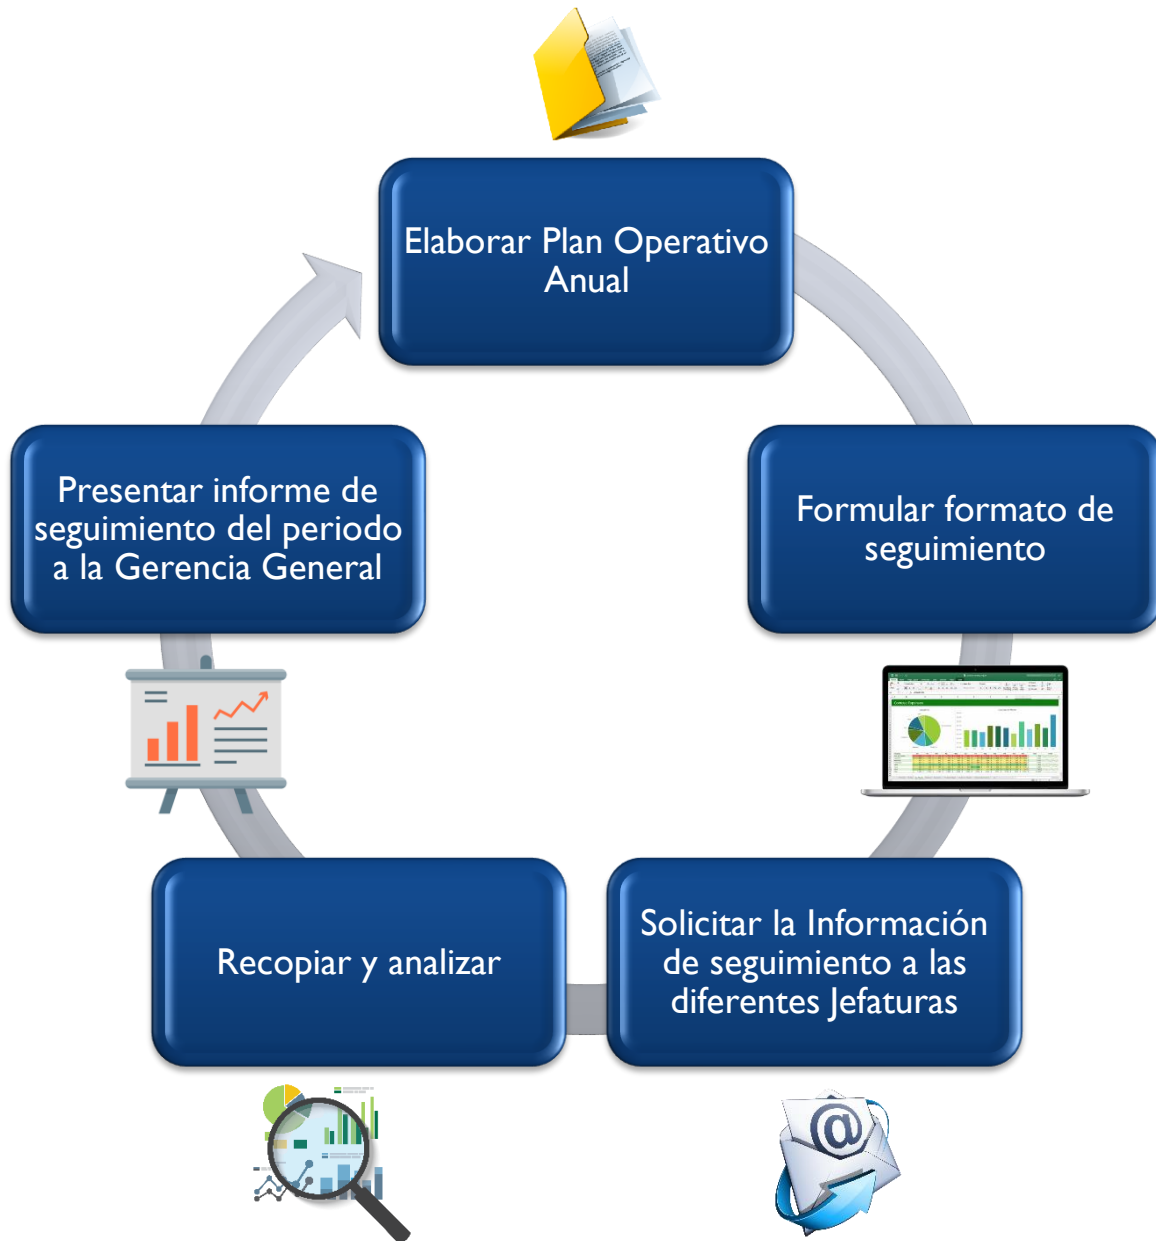 Elaborar Plan Operativo
Anual
Formular formato de
seguimiento
Solicitar la Información
de seguimiento a las
diferentes Jefaturas
Recopiar y analizar
Presentar informe de
seguimiento del periodo
a la Gerencia General
@